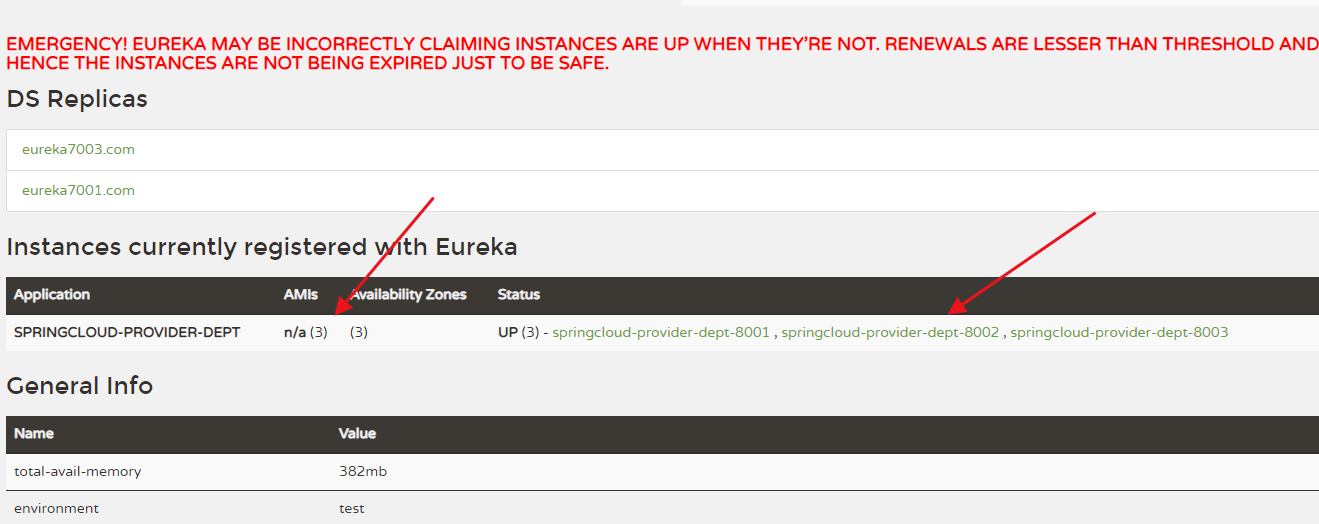 EMERGENCY! EUREKA MAY BE INCORRECTLY CLAIMING INSTANCES ARE UP WHEN THEY'RE NOT. RENEWALS ARE LESSER THAN THRESHOLD AND
HENCE THE INSTANCES ARE NOT BEING EXPIRED JUST TO BE SAFE.
DS Replicas
eureka7003.com
eureka7001.com
Instances currently registered with Eureka
Application AMIs Availability Zones Status
SPRINGCLOUD-PROVIDER-DEPT n/a (3) (3) UP (3) - springcloud-provider-dept-8001 , springcloud-provider-dept-8002 , springcloud-provider-dept-8003
General Info
Name Value
total-avail-memory 382mb
environment test